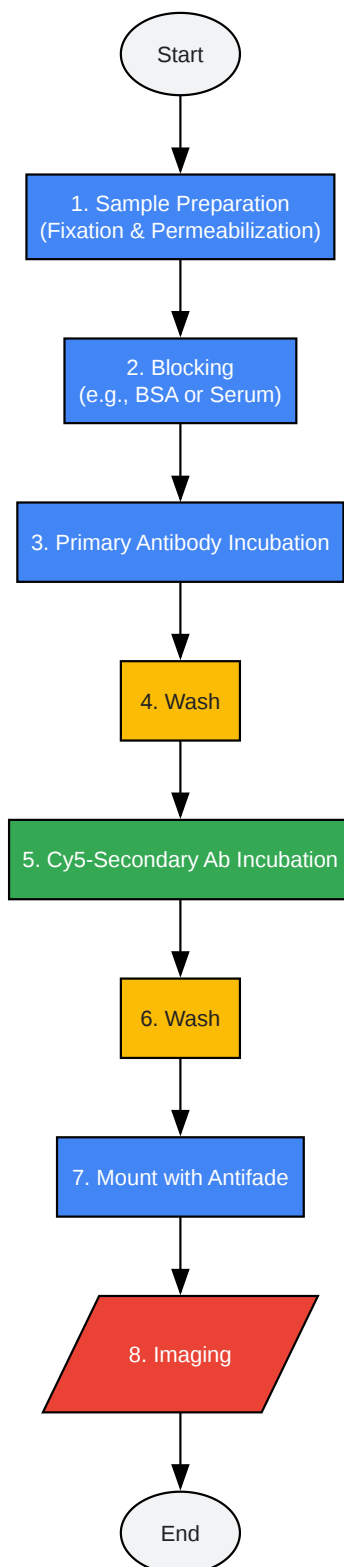 Start
1. Sample Preparation
(Fixation & Permeabilization)
2. Blocking
(e.g., BSA or Serum)
3. Primary Antibody Incubation
4. Wash
5. Cy5-Secondary Ab Incubation
6. Wash
7. Mount with Antifade
8. Imaging
End